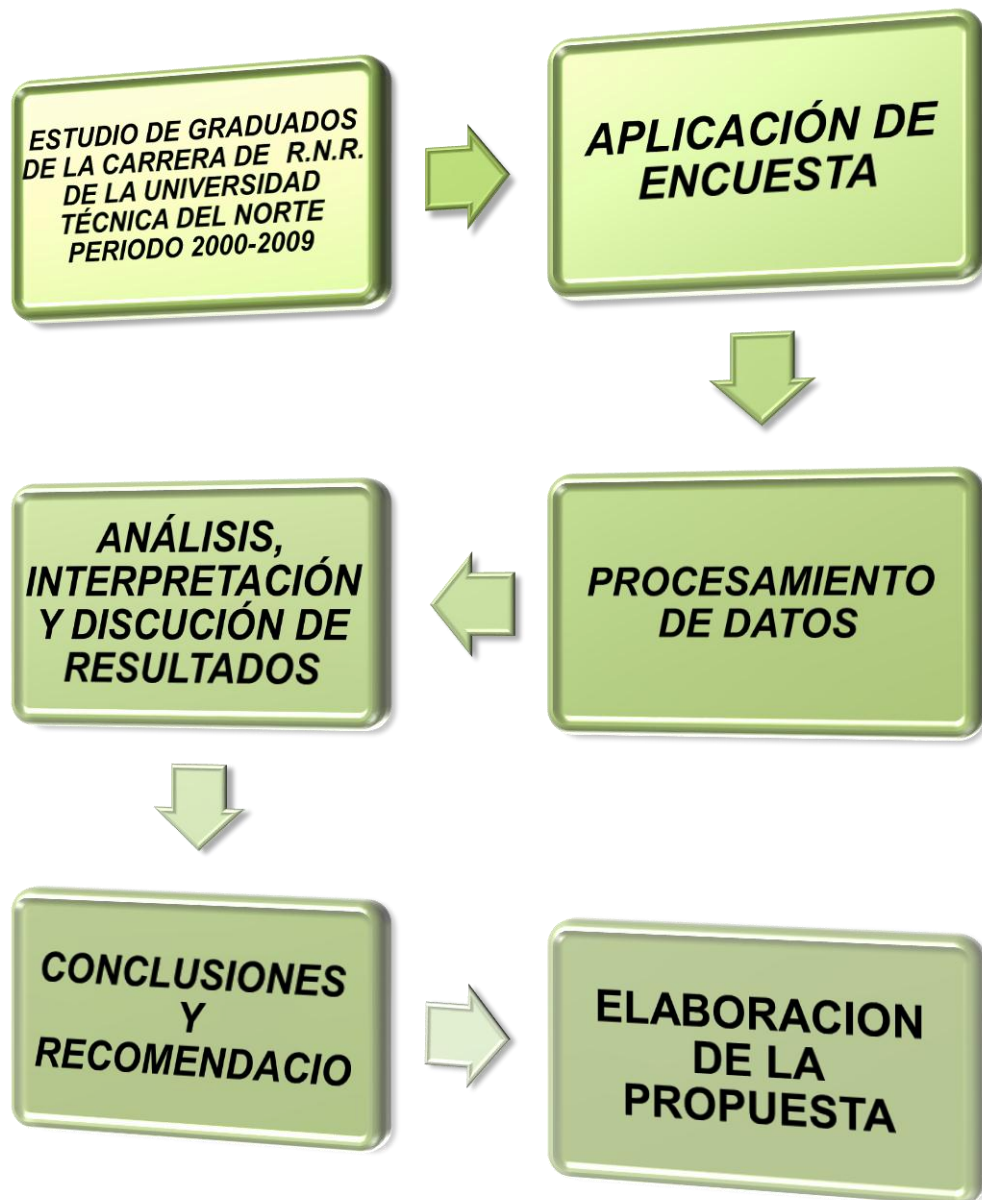 ESTUDIO DE GRADUADOS
DE LA CARRERA DE R.N.R.
DE LA UNIVERSIDAD
TÉCNICA DEL NORTE
PERIODO 2000-2009
APLICACIÓN DE
ENCUESTA
PROCESAMIENTO
DE DATOS
ANÁLISIS,
INTERPRETACIÓN
Y DISCUCIÓN DE
RESULTADOS
CONCLUSIONES
Y
RECOMENDACIO
ELABORACION
DE LA
PROPUESTA